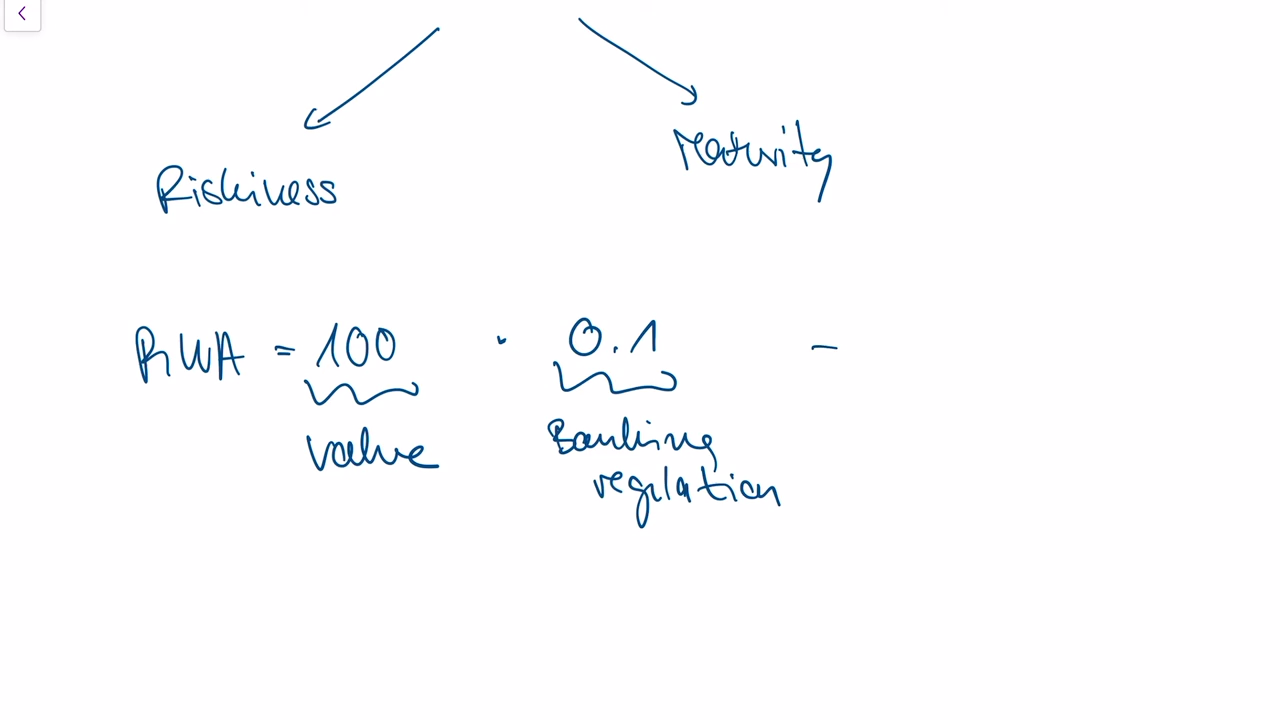 Riskiness
Maturity
RWA = 100 · 0.1 –
value
Banking
regulation